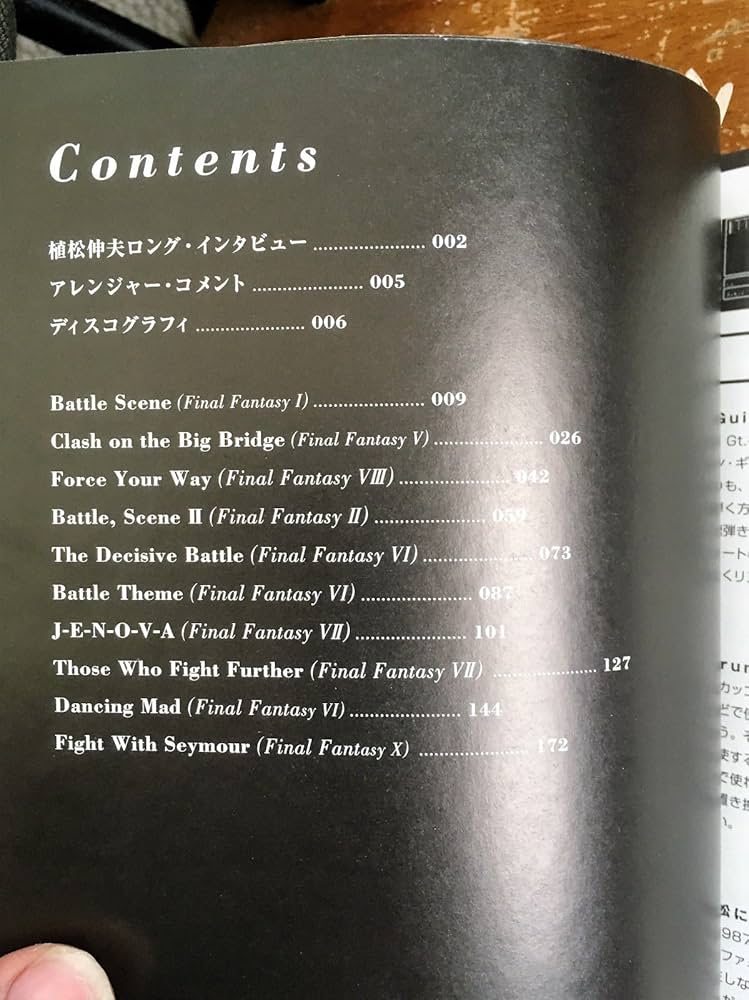 Contents
植松伸夫ロング・インタビュー ..................... 002
アレンジャー・コメント ..................... 005
ディスコグラフィ ..................... 006
Battle Scene (Final Fantasy I) ..................... 009
Clash on the Big Bridge (Final Fantasy V) ..................... 026
Force Your Way (Final Fantasy VIII) ..................... 042
Battle, Scene II (Final Fantasy II) ..................... 059
The Decisive Battle (Final Fantasy VI) ..................... 073
Battle Theme (Final Fantasy VI) ..................... 087
J-E-N-O-V-A (Final Fantasy VII) ..................... 101
Those Who Fight Further (Final Fantasy VII) ..................... 127
Dancing Mad (Final Fantasy VI) ..................... 144
Fight With Seymour (Final Fantasy X) ..................... 172
Gt.